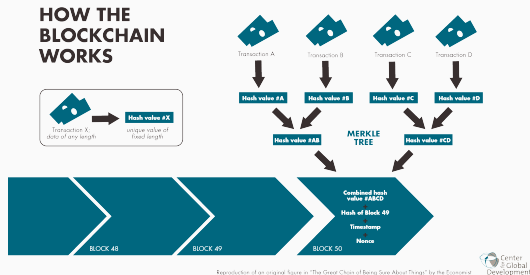 HOW THE
BLOCKCHAIN
WORKS
Transaction A
Transaction B
Transaction C
Transaction D
Hash value #A
Hash value #B
Hash value #C
Hash value #D
Transaction X:
data of any length
Hash value #X
unique value of
fixed length
Hash value #AB
MERKLE
TREE
Hash value #CD
Combined hash
value #ABCD
+
Hash of Block 49
+
Timestamp
+
Nonce
BLOCK 48
BLOCK 49
BLOCK 50
Center
for
Global
Development
Reproduction of an original figure in "The Great Chain of Being Sure About Things" by the Economist